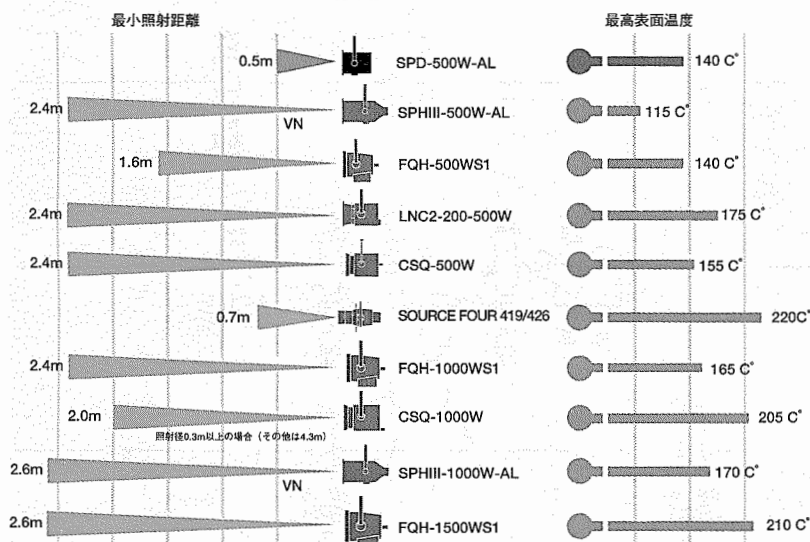 最小照射距離 最高表面温度
0.5m SPD-500W-AL 140 C°
2.4m VN SPHIII-500W-AL 115 C°
1.6m FQH-500WS1 140 C°
2.4m LNC2-200-500W 175 C°
2.4m CSQ-500W 155 C°
0.7m SOURCE FOUR 419/426 220C°
2.4m FQH-1000WS1 165 C°
2.0m CSQ-1000W 205 C°
照射径0.3m以上の場合（その他は4.3m）
2.6m VN SPHIII-1000W-AL 170 C°
2.6m FQH-1500WS1 210 C°